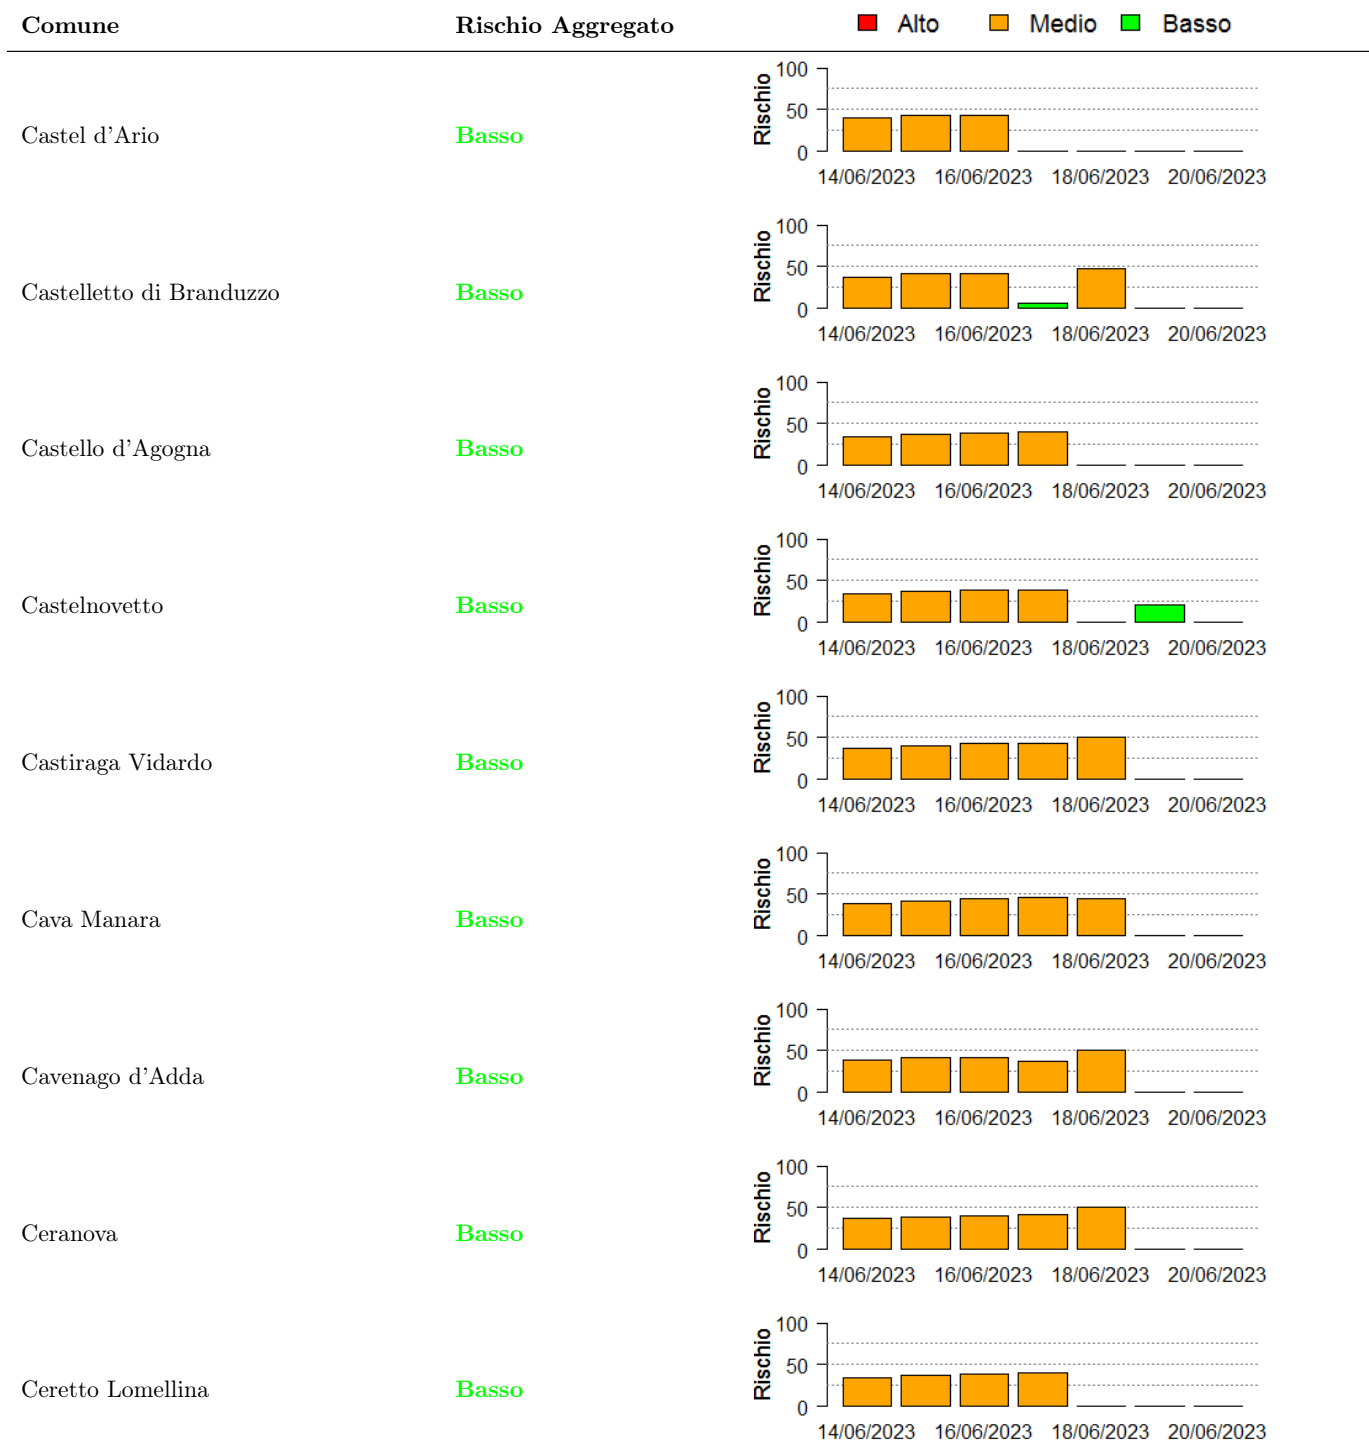 Comune Rischio Aggregato Alto Medio Basso
100
50
0
Rischio
Castel d'Ario Basso
14/06/2023 16/06/2023 18/06/2023 20/06/2023
100
50
0
Rischio
Castelletto di Branduzzo Basso
14/06/2023 16/06/2023 18/06/2023 20/06/2023
100
50
0
Rischio
Castello d'Agogna Basso
14/06/2023 16/06/2023 18/06/2023 20/06/2023
100
50
0
Rischio
Castelnovetto Basso
14/06/2023 16/06/2023 18/06/2023 20/06/2023
100
50
0
Rischio
Castiraga Vidardo Basso
14/06/2023 16/06/2023 18/06/2023 20/06/2023
100
50
0
Rischio
Cava Manara Basso
14/06/2023 16/06/2023 18/06/2023 20/06/2023
100
50
0
Rischio
Cavenago d'Adda Basso
14/06/2023 16/06/2023 18/06/2023 20/06/2023
100
50
0
Rischio
Ceranova Basso
14/06/2023 16/06/2023 18/06/2023 20/06/2023
100
50
0
Rischio
Ceretto Lomellina Basso
14/06/2023 16/06/2023 18/06/2023 20/06/2023